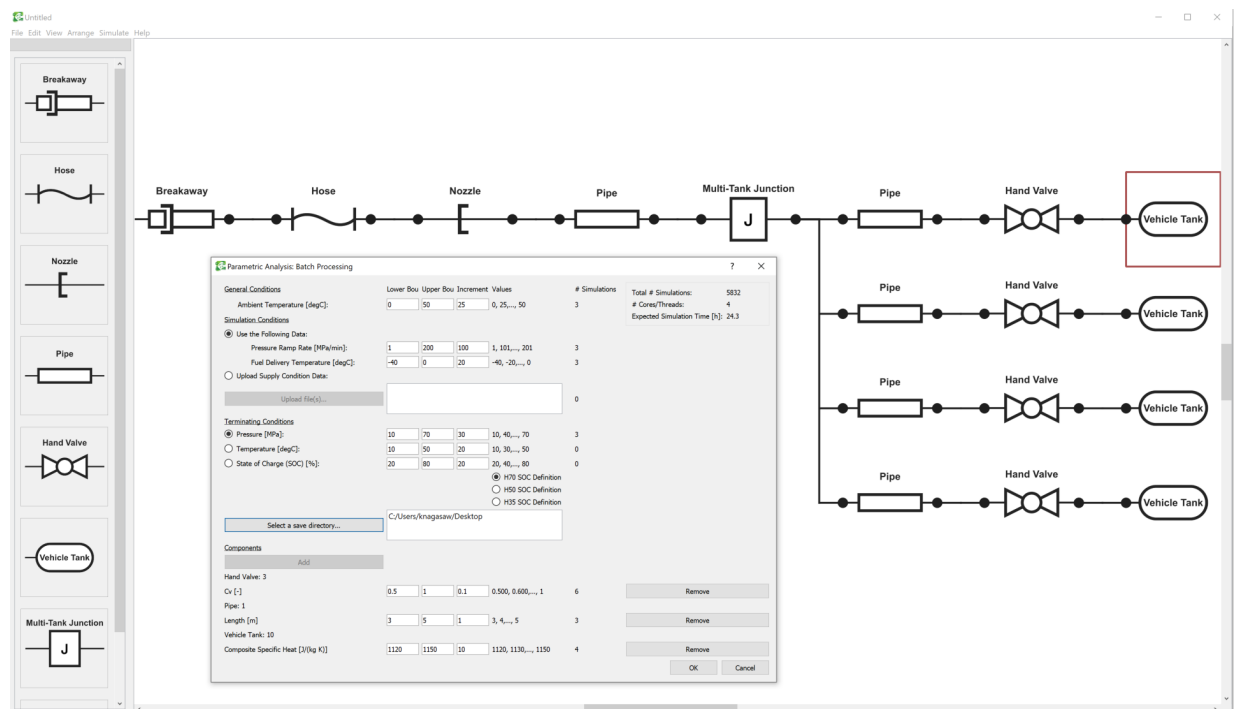 Untitled
File Edit View Arrange Simulate Help
Breakaway
Hose
Nozzle
Pipe
Hand Valve
Vehicle Tank
Multi-Tank Junction
J
Breakaway Hose Nozzle Pipe Multi-Tank Junction Pipe Hand Valve
J Vehicle Tank
Pipe Hand Valve
Vehicle Tank
Pipe Hand Valve
Vehicle Tank
Pipe Hand Valve
Vehicle Tank
Parametric Analysis: Batch Processing ? ×
General Conditions Lower Bou Upper Bou Increment Values # Simulations
Ambient Temperature [degC]: 0 50 25 0, 25,..., 50 3
Total # Simulations: 5832
# Cores/Threads: 4
Expected Simulation Time [h]: 24.3
Simulation Conditions
Use the Following Data:
Pressure Ramp Rate [MPa/min]: 1 200 100 1, 101,..., 201 3
Fuel Delivery Temperature [degC]: -40 0 20 -40, -20,..., 0 3
Upload Supply Condition Data:
Upload file(s)... 0
Terminating Conditions
Pressure [MPa]: 10 70 30 10, 40,..., 70 3
Temperature [degC]: 10 50 20 10, 30,..., 50 0
State of Charge (SOC) [%]: 20 80 20 20, 40,..., 80 0
H70 SOC Definition
H50 SOC Definition
H35 SOC Definition
Select a save directory... C:/Users/knagasaw/Desktop
Components
Add
Hand Valve: 3
Cv [-] 0.5 1 0.1 0.500, 0.600,..., 1 6 Remove
Pipe: 1
Length [m] 3 5 1 3, 4,..., 5 3 Remove
Vehicle Tank: 10
Composite Specific Heat [J/(kg K)] 1120 1150 10 1120, 1130,..., 1150 4 Remove
OK Cancel